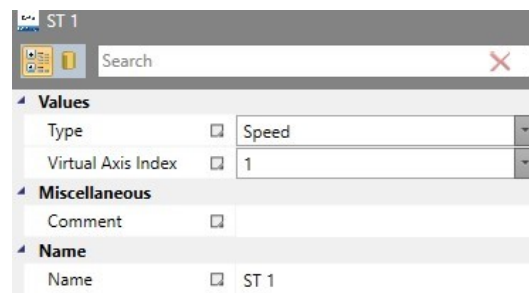 ST 1
Search
Values
Type Speed
Virtual Axis Index 1
Miscellaneous
Comment
Name
Name ST 1